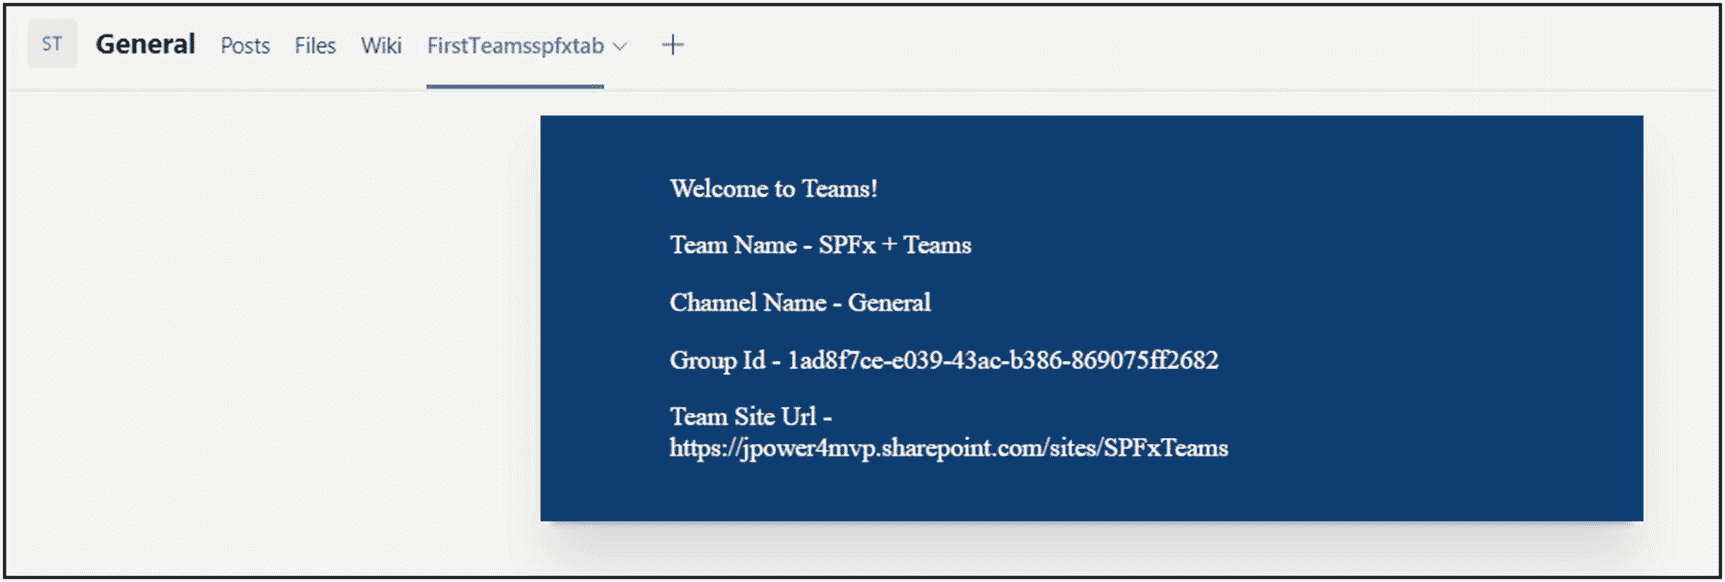 ST General Posts Files Wiki FirstTeamsspfxtab
Welcome to Teams!
Team Name - SPFx + Teams
Channel Name - General
Group Id - 1ad8f7ce-e039-43ac-b386-869075ff2682
Team Site Url -
https://jpower4mvp.sharepoint.com/sites/SPFxTeams